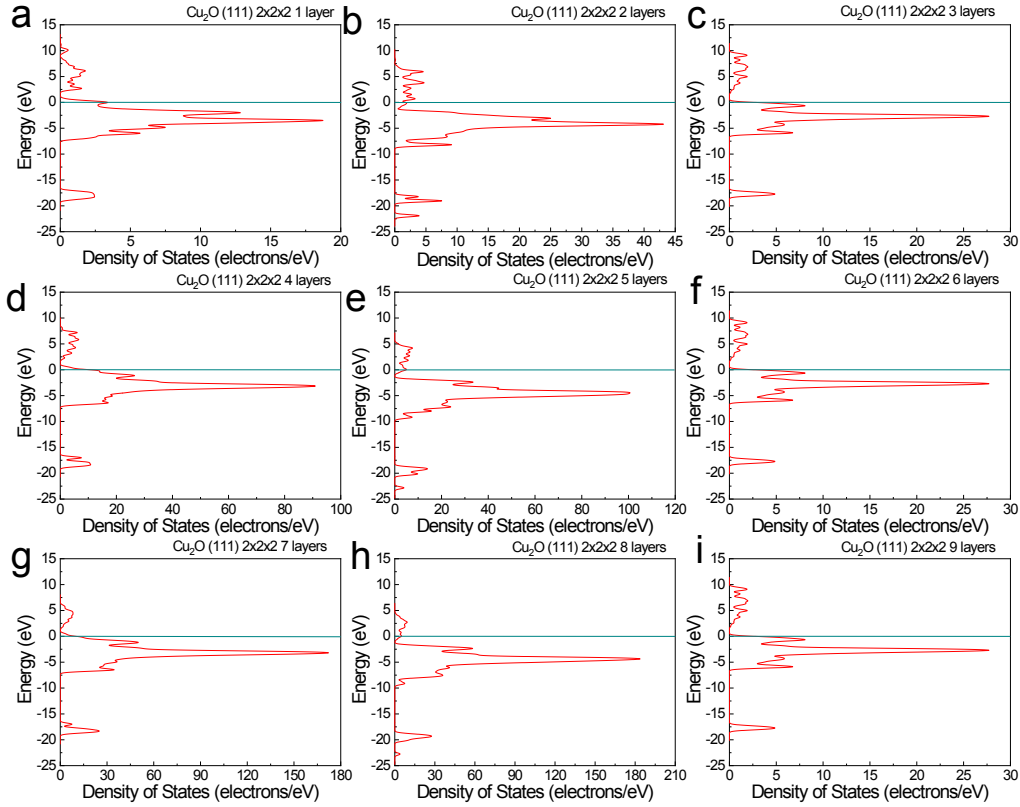 a
Cu₂O (111) 2x2x2 1 layer
15
10
5
0
-5
-10
-15
-20
-25
Energy (eV)
0 5 10 15 20
Density of States (electrons/eV)
b
Cu₂O (111) 2x2x2 2 layers
15
10
5
0
-5
-10
-15
-20
-25
Energy (eV)
0 5 10 15 20 25 30 35 40 45
Density of States (electrons/eV)
c
Cu₂O (111) 2x2x2 3 layers
15
10
5
0
-5
-10
-15
-20
-25
Energy (eV)
0 5 10 15 20 25 30
Density of States (electrons/eV)
d
Cu₂O (111) 2x2x2 4 layers
15
10
5
0
-5
-10
-15
-20
-25
Energy (eV)
0 20 40 60 80 100
Density of States (electrons/eV)
e
Cu₂O (111) 2x2x2 5 layers
15
10
5
0
-5
-10
-15
-20
-25
Energy (eV)
0 20 40 60 80 100 120
Density of States (electrons/eV)
f
Cu₂O (111) 2x2x2 6 layers
15
10
5
0
-5
-10
-15
-20
-25
Energy (eV)
0 5 10 15 20 25 30
Density of States (electrons/eV)
g
Cu₂O (111) 2x2x2 7 layers
15
10
5
0
-5
-10
-15
-20
-25
Energy (eV)
0 30 60 90 120 150 180
Density of States (electrons/eV)
h
Cu₂O (111) 2x2x2 8 layers
15
10
5
0
-5
-10
-15
-20
-25
Energy (eV)
0 30 60 90 120 150 180 210
Density of States (electrons/eV)
i
Cu₂O (111) 2x2x2 9 layers
15
10
5
0
-5
-10
-15
-20
-25
Energy (eV)
0 5 10 15 20 25 30
Density of States (electrons/eV)